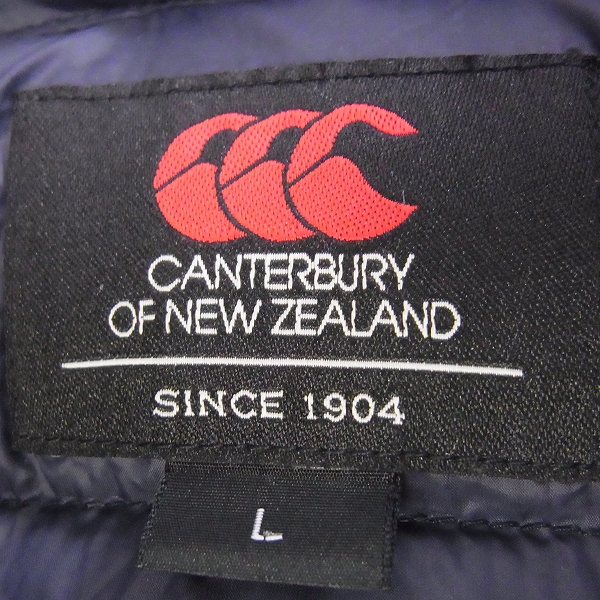 CANTERBURY
OF NEW ZEALAND
SINCE 1904
L